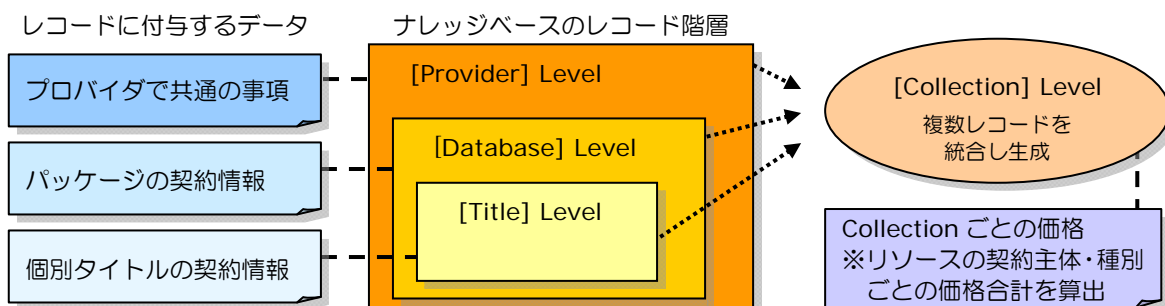 レコードに付与するデータ
ナレッジベースのレコード階層
プロバイダで共通の事項
パッケージの契約情報
個別タイトルの契約情報
[Provider] Level
[Database] Level
[Title] Level
[Collection] Level
複数レコードを
統合し生成
Collection ごとの価格
※リソースの契約主体・種別
ごとの価格合計を算出